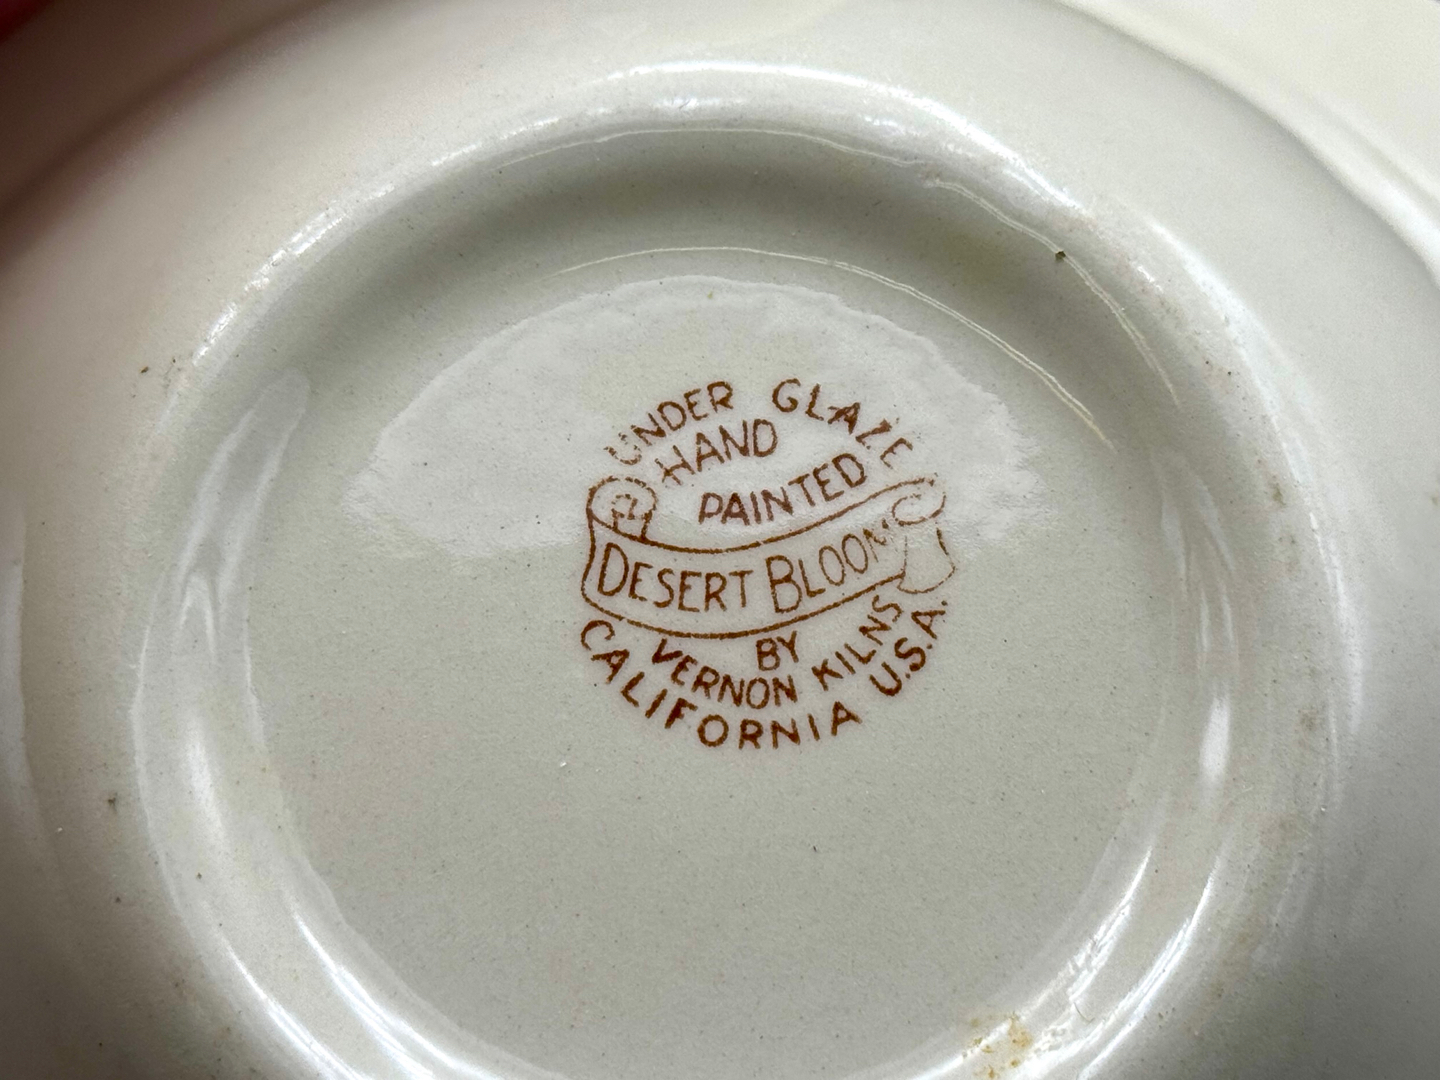 UNDER GLAZE
HAND
PAINTED
DESERT BLOOM
BY
VERNON KILNS
CALIFORNIA U.S.A.